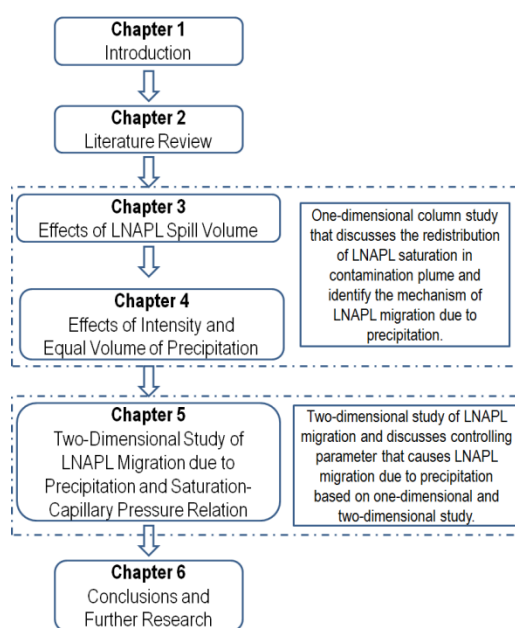 Chapter 1
Introduction
Chapter 2
Literature Review
Chapter 3
Effects of LNAPL Spill Volume
Chapter 4
Effects of Intensity and
Equal Volume of Precipitation
One-dimensional column study
that discusses the redistribution
of LNAPL saturation in
contamination plume and
identify the mechanism of
LNAPL migration due to
precipitation.
Chapter 5
Two-Dimensional Study of
LNAPL Migration due to
Precipitation and Saturation-
Capillary Pressure Relation
Two-dimensional study of LNAPL
migration and discusses controlling
parameter that causes LNAPL
migration due to precipitation
based on one-dimensional and
two-dimensional study.
Chapter 6
Conclusions and
Further Research